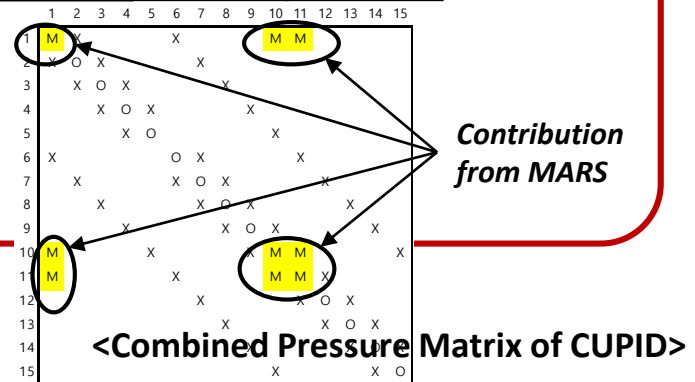 1 2 3 4 5 6 7 8 9 10 11 12 13 14 15
1 M X X M M
2 X O X X
3 X O X X
4 X O X X
5 X O X
6 X O X X
7 X X O X X
8 X X O X X
9 X X O X X
10 M X X M M X
11 M X M M X
12 X X O X
13 X X O X
14
15 X X O
Contribution
from MARS
<Combined Pressure Matrix of CUPID>